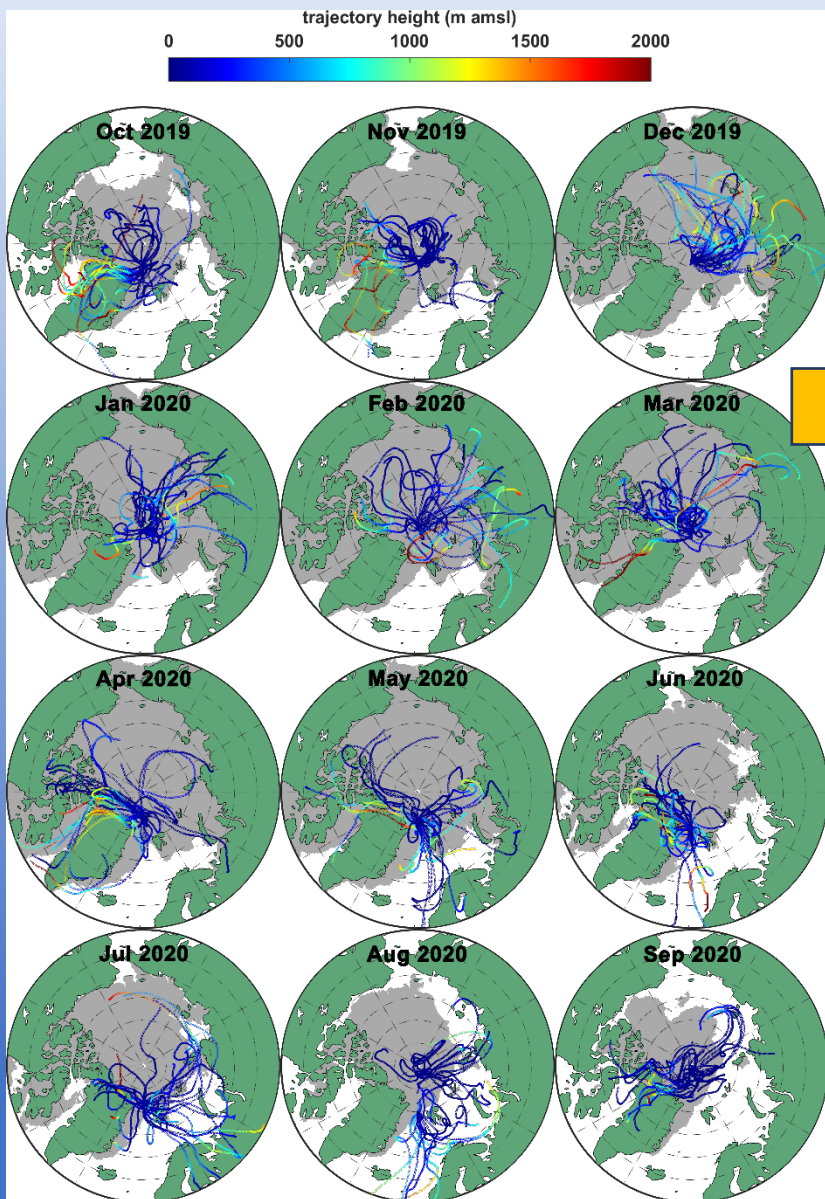 trajectory height (m amsl)
0 500 1000 1500 2000
Oct 2019 Nov 2019 Dec 2019
Jan 2020 Feb 2020 Mar 2020
Apr 2020 May 2020 Jun 2020
Jul 2020 Aug 2020 Sep 2020